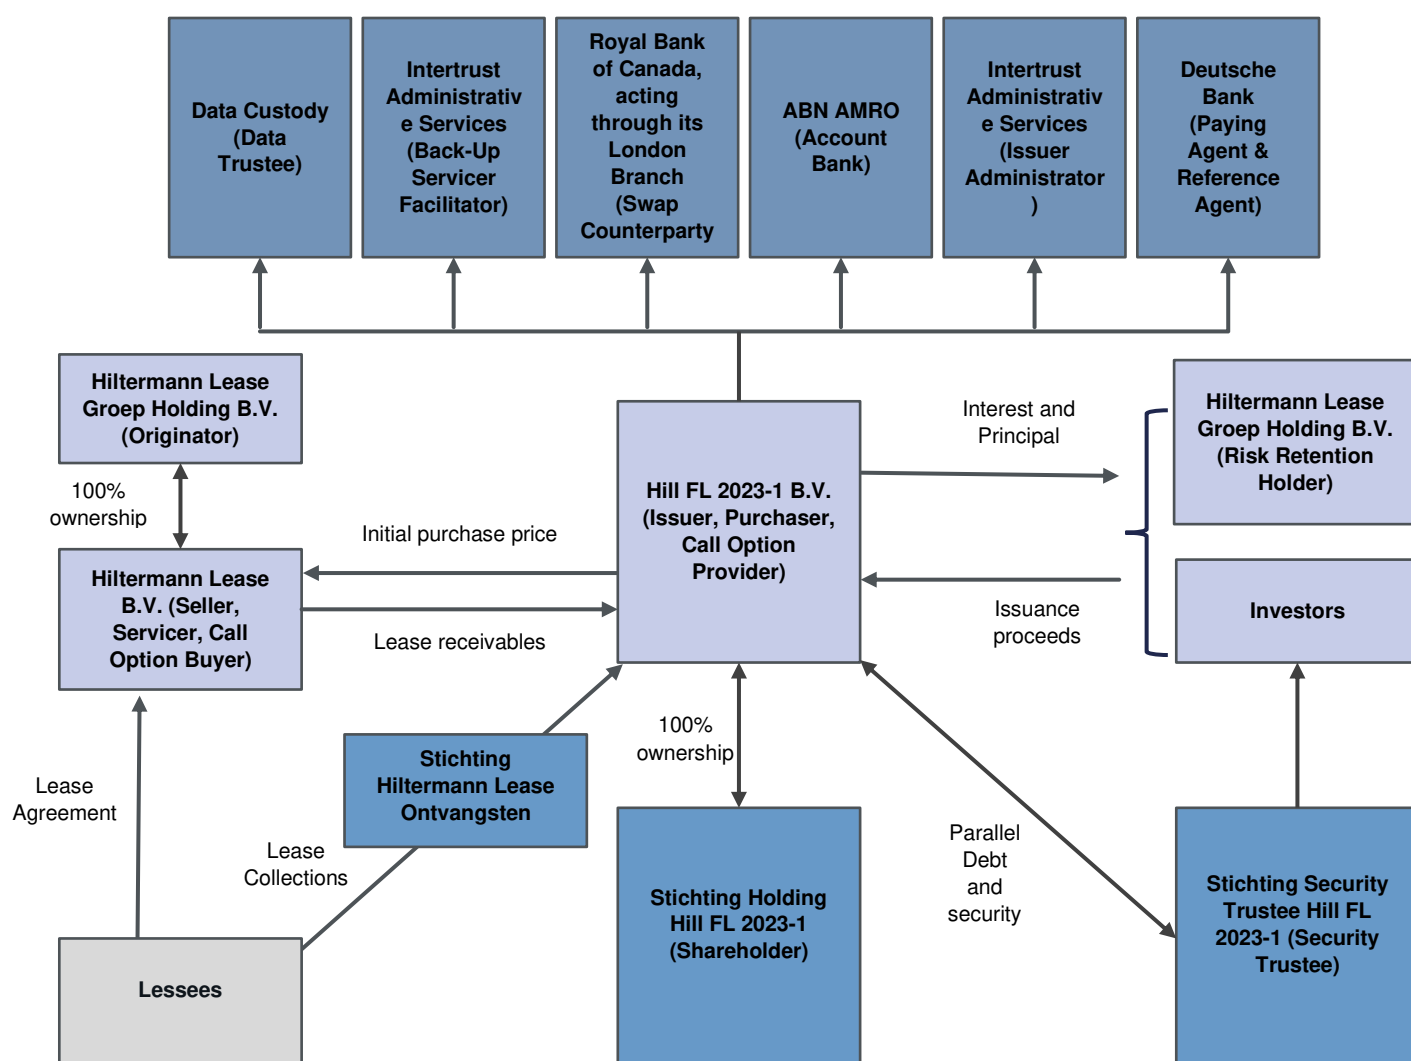 Data Custody
(Data
Trustee)
Intertrust
Administrativ
e Services
(Back-Up
Servicer
Facilitator)
Royal Bank
of Canada,
acting
through its
London
Branch
(Swap
Counterparty
ABN AMRO
(Account
Bank)
Intertrust
Administrativ
e Services
(Issuer
Administrator
)
Deutsche
Bank
(Paying
Agent &
Reference
Agent)
Hiltermann Lease
Groep Holding B.V.
(Originator)
100%
ownership
Hiltermann Lease
B.V. (Seller,
Servicer, Call
Option Buyer)
Initial purchase price
Lease receivables
Hill FL 2023-1 B.V.
(Issuer, Purchaser,
Call Option
Provider)
Interest and
Principal
Issuance
proceeds
Hiltermann Lease
Groep Holding B.V.
(Risk Retention
Holder)
Investors
Lease
Agreement
Stichting
Hiltermann Lease
Ontvangsten
Lease
Collections
100%
ownership
Parallel
Debt
and
security
Lessees
Stichting Holding
Hill FL 2023-1
(Shareholder)
Stichting Security
Trustee Hill FL
2023-1 (Security
Trustee)